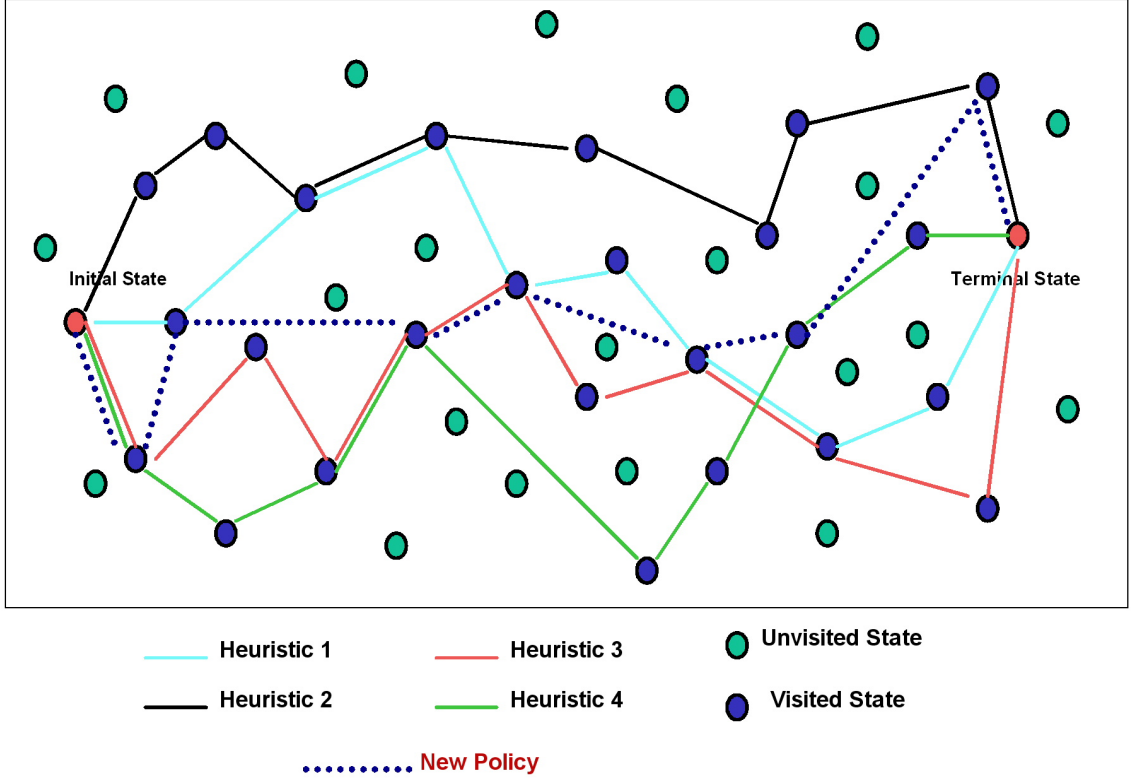 Initial State
Terminal State
Heuristic 1
Heuristic 3
Unvisited State
Heuristic 2
Heuristic 4
Visited State
New Policy